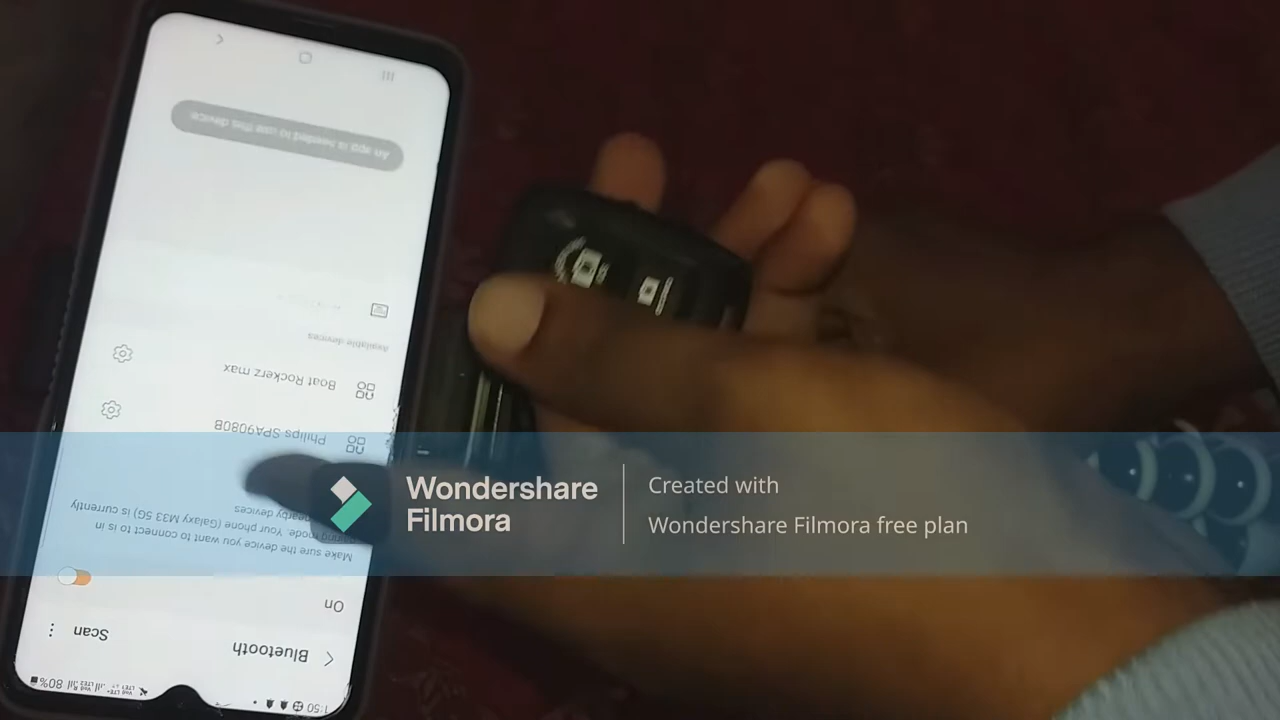 1:50
80%
Bluetooth
Scan
On
Make sure the device you want to connect to is in
pairing mode. Your phone (Galaxy M33 5G) is currently
nearby devices
Philips SPA9080B
Boat Rockerz max
Available devices
An app is needed to use this device
Wondershare
Filmora
Created with
Wondershare Filmora free plan